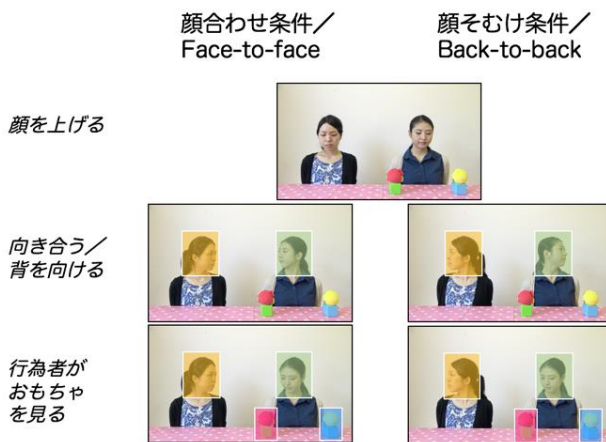 顔合わせ条件／
Face-to-face
顔そむけ条件／
Back-to-back
顔を上げる
向き合う／
背を向ける
行為者が
おもちゃ
を見る